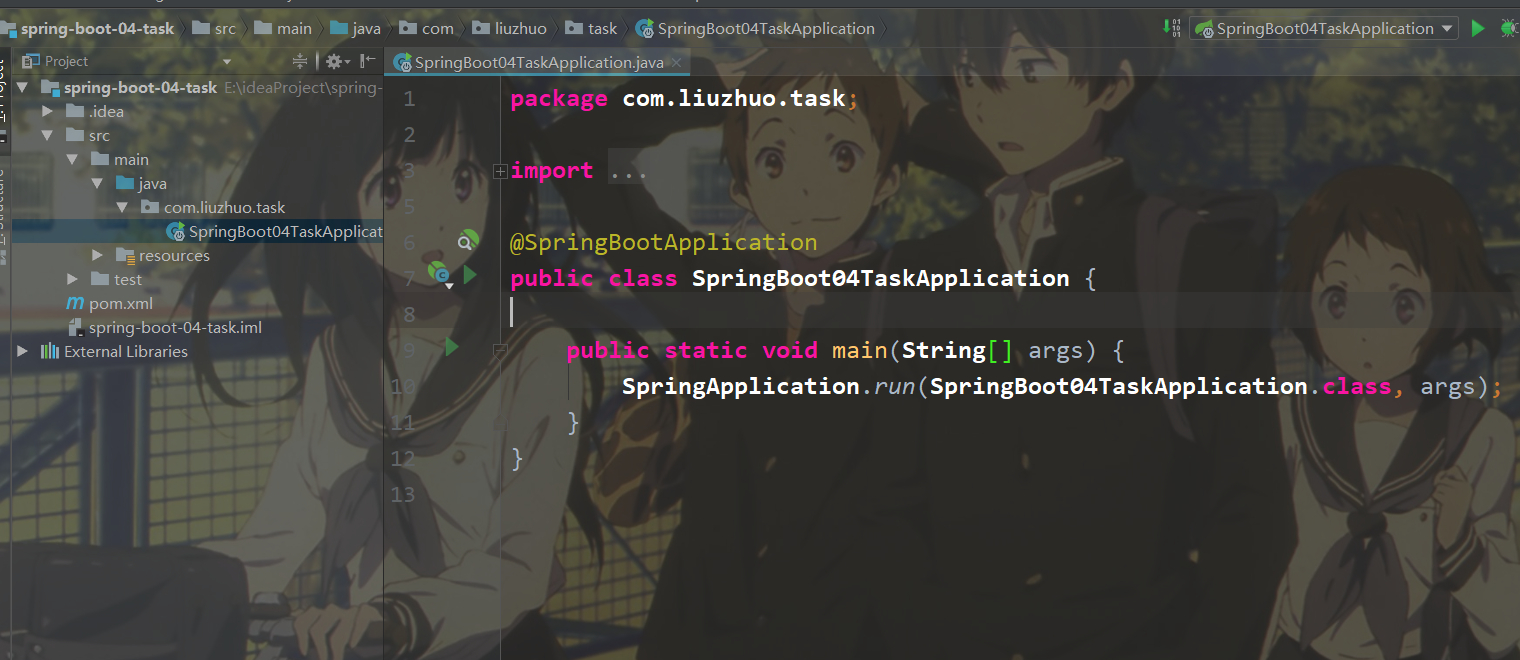 spring-boot-04-task src main java com liuzhuo task SpringBoot04TaskApplication SpringBoot04TaskApplication
Project
SpringBoot04TaskApplication.java
spring-boot-04-task E:\ideaProject\spring-
.idea
src
main
java
com.liuzhuo.task
SpringBoot04TaskApplicat
resources
test
pom.xml
spring-boot-04-task.iml
External Libraries
1 package com.liuzhuo.task;
2
3 import ...
5
6 @SpringBootApplication
7 public class SpringBoot04TaskApplication {
8
9 public static void main(String[] args) {
10 SpringApplication.run(SpringBoot04TaskApplication.class, args);
11 }
12 }
13